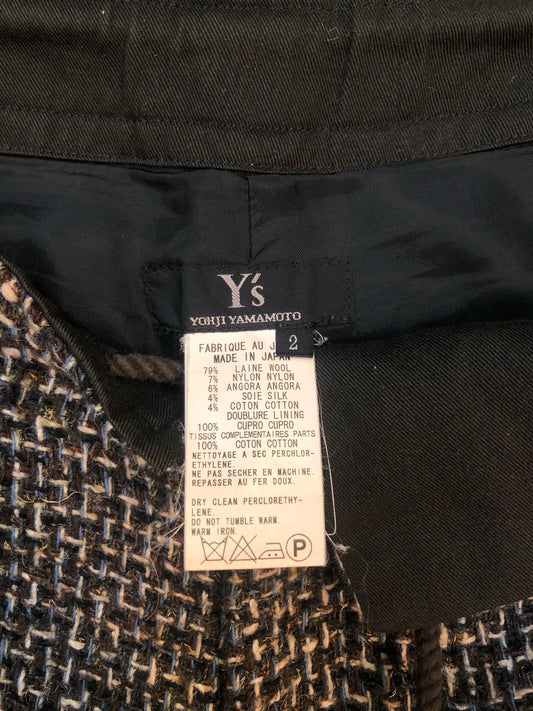 Y's
YOHJI YAMAMOTO
2
FABRIQUE AU J
MADE IN JAPAN
79% LAINE WOOL
7% NYLON NYLON
6% ANGORA ANGORA
4% SOIE SILK
4% COTON COTTON
DOUBLURE LINING
100% CUPRO CUPRO
TISSUS COMPLEMENTAIRES PARTS
100% COTON COTTON
NETTOYAGE A SEC PERCHLOR-
ETHYLENE.
NE PAS SÉCHER EN MACHINE.
REPASSER AU FER DOUX.
DRY CLEAN PERCLORETHY-
LENE.
DO NOT TUMBLE WARM.
WARM IRON.
P